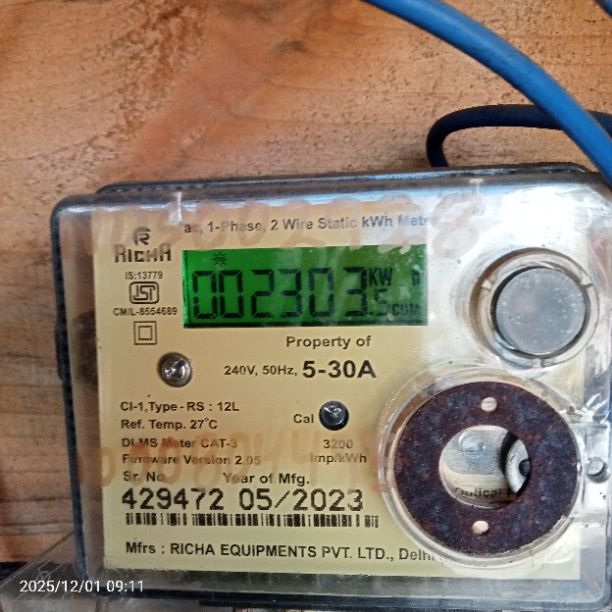 ac, 1-Phase, 2 Wire Static kWh Meter
RICHA
IS:13779
ISI
CM/L-8554689
002303.5 KW
COM
Property of
240V, 50Hz, 5-30A
Cl-1,Type - RS : 12L
Ref. Temp. 27°C
Cal
DLMS Meter CAT-3
3200
Firmware Version 2.05
Imp/kWh
Sr. No. Year of Mfg.
429472 05/2023
Optical
Mfrs : RICHA EQUIPMENTS PVT. LTD.,
2025/12/01 09:11